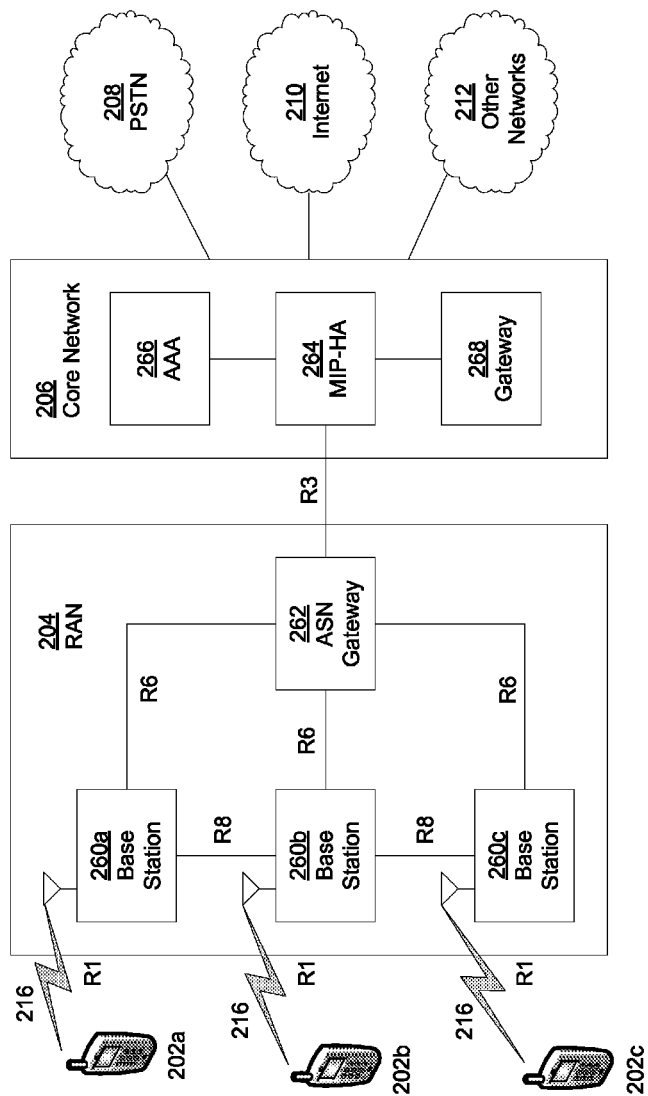 208
PSTN
210
Internet
212
Other
Networks
206
Core Network
266
AAA
264
MIP-HA
268
Gateway
R3
204
RAN
262
ASN
Gateway
R6
R6
R6
260a
Base
Station
R8
260b
Base
Station
R8
260c
Base
Station
216
R1
216
R1
216
R1
202a
202b
202c